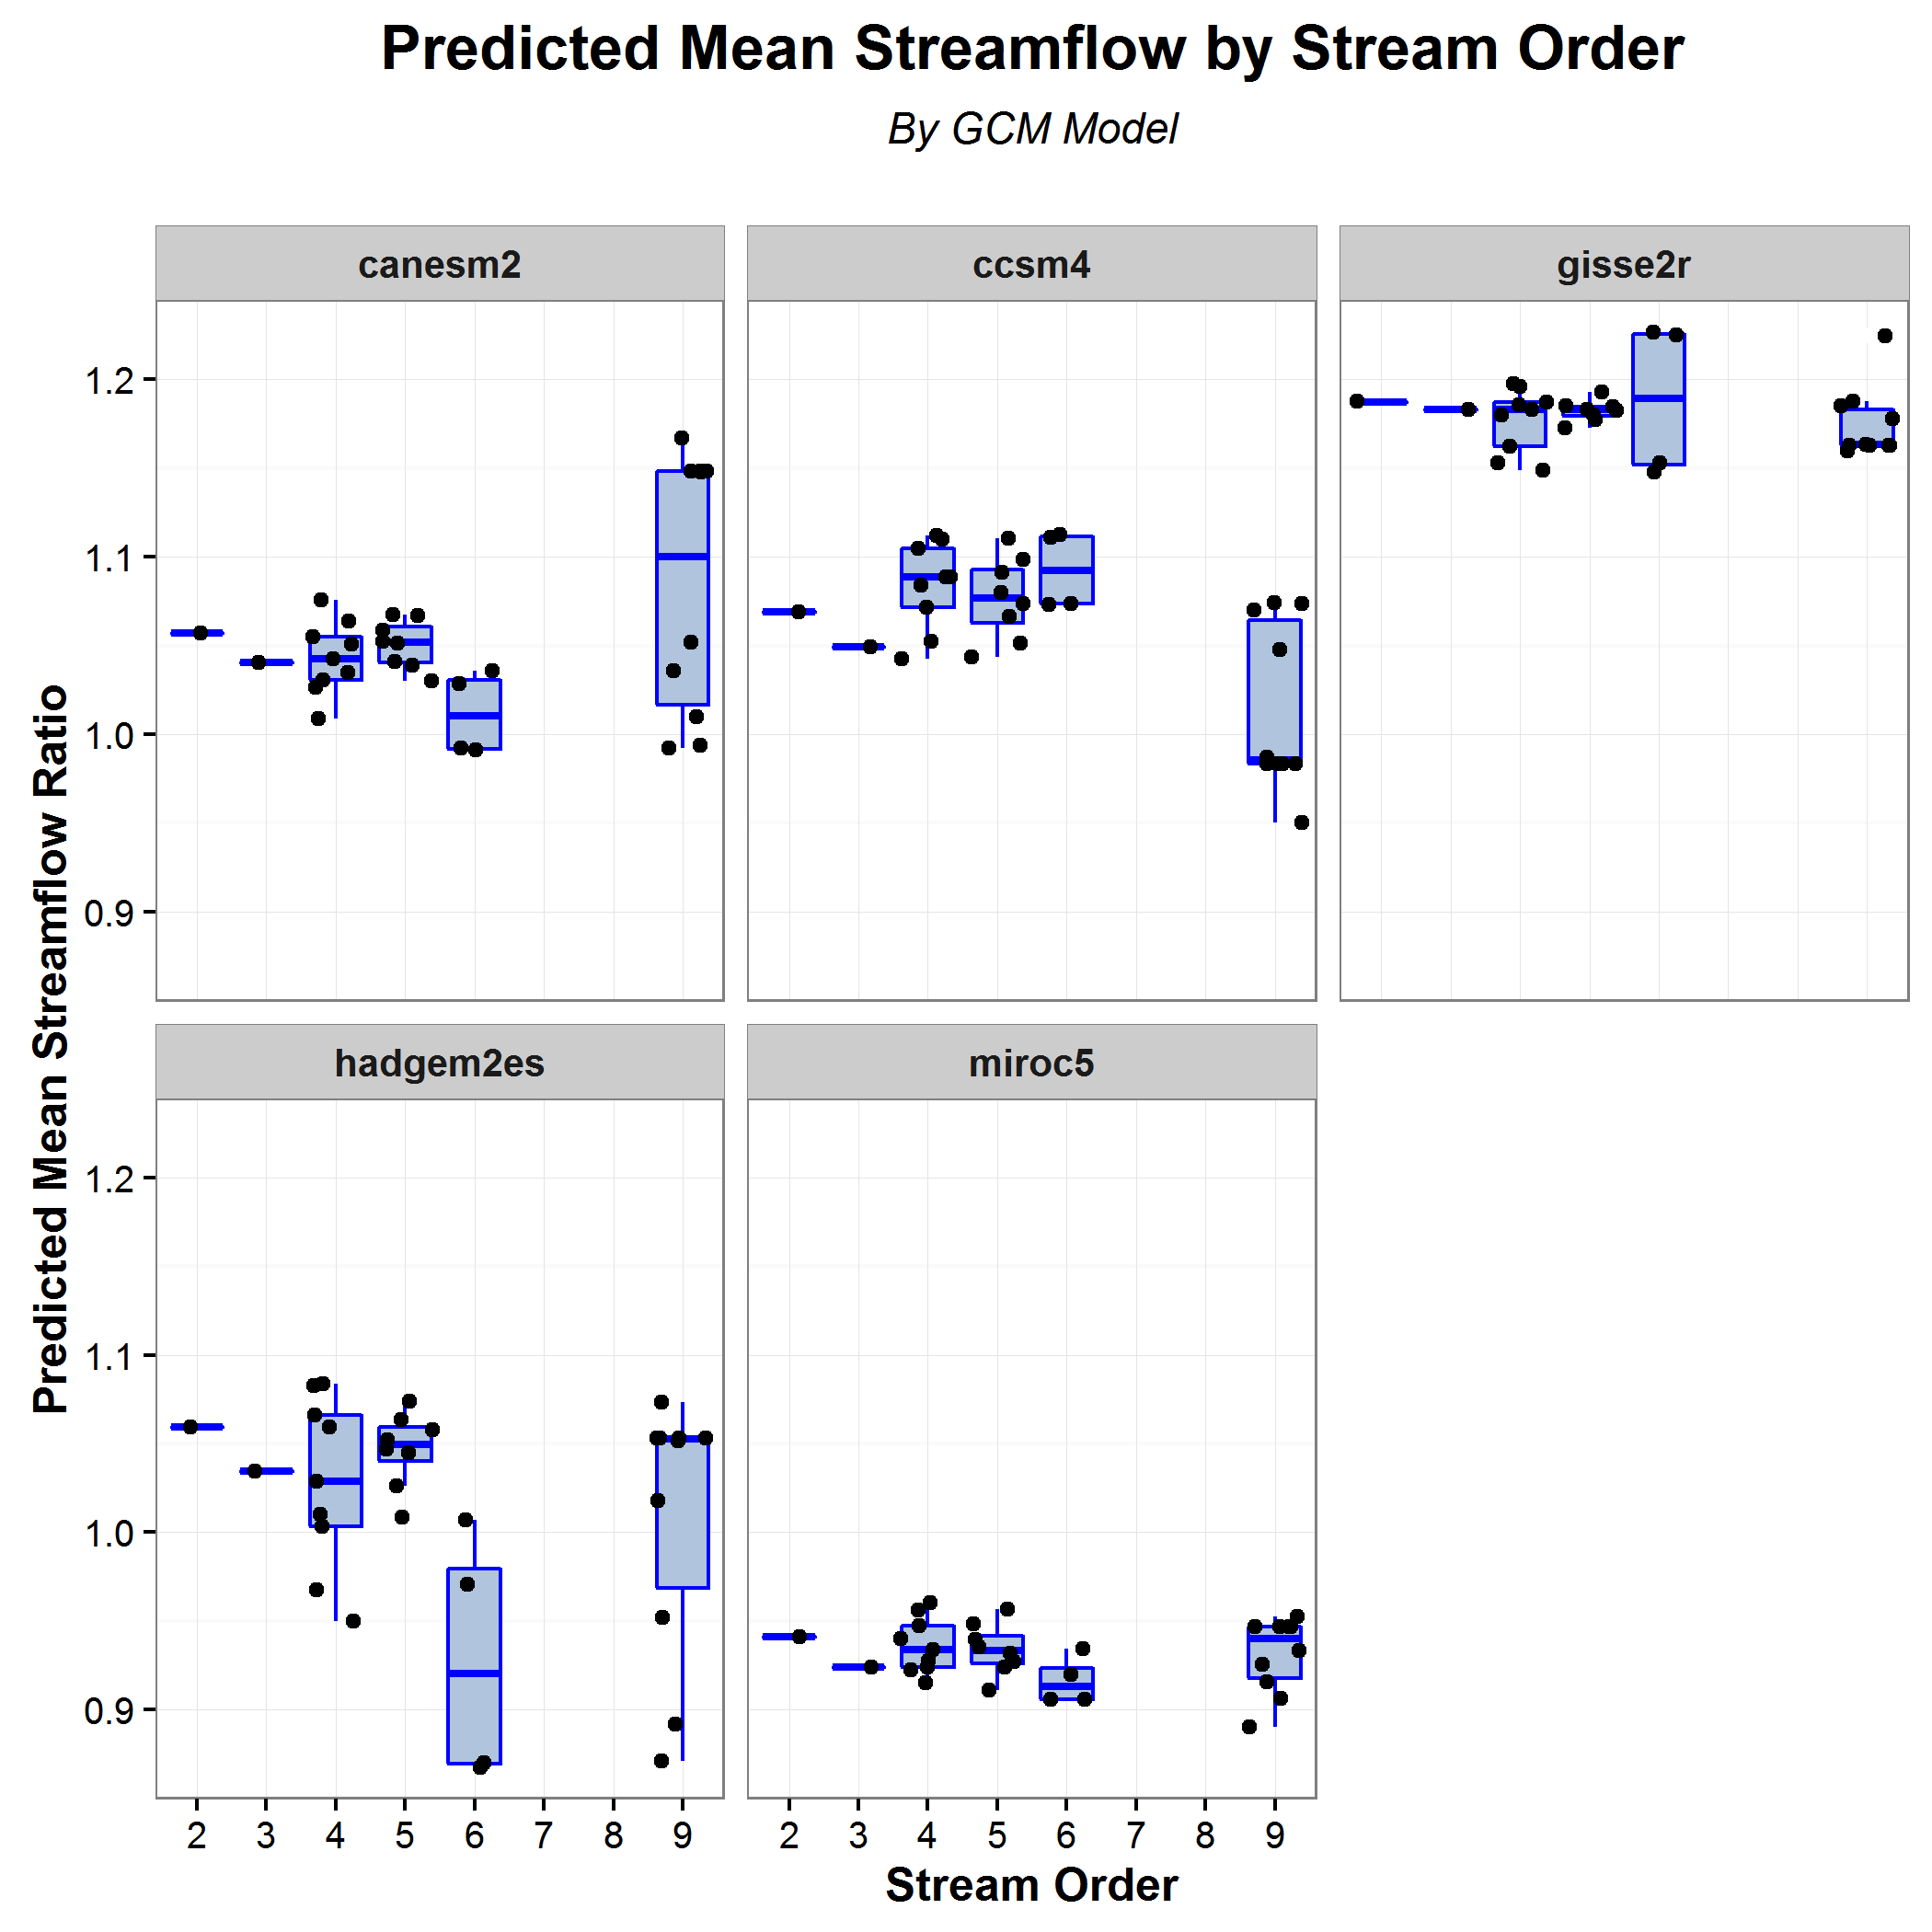 Predicted Mean Streamflow by Stream Order
By GCM Model
canesm2
ccsm4
gisse2r
1.2
1.1
1.0
0.9
Predicted Mean Streamflow Ratio
hadgem2es
miroc5
1.2
1.1
1.0
0.9
2 3 4 5 6 7 8 9
2 3 4 5 6 7 8 9
Stream Order